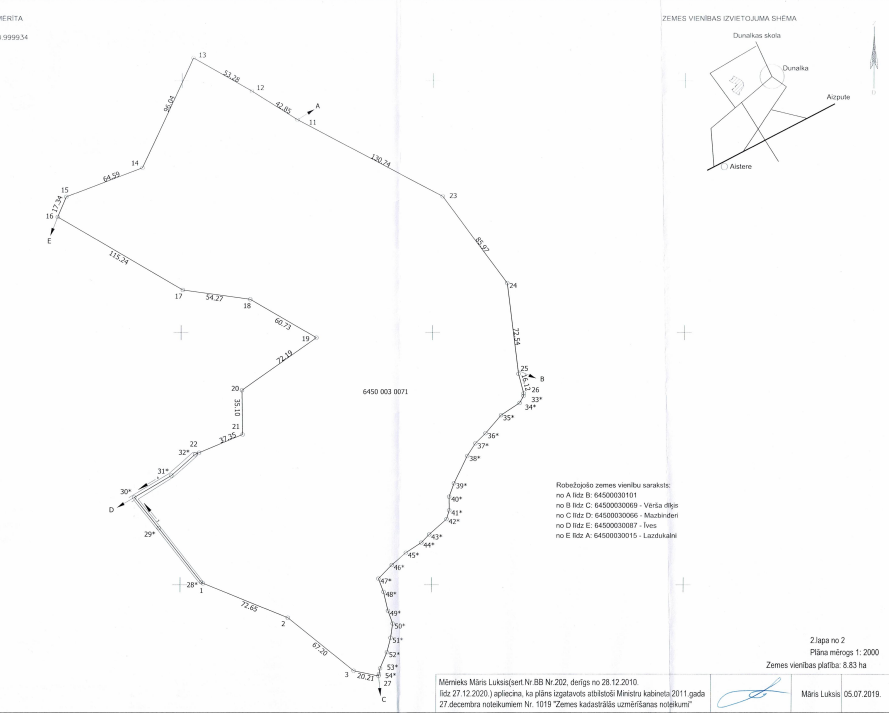 MĒRĪTA
ZEMES VIENĪBAS IZVIETOJUMA SHĒMA
0.999934
Dunalkas skola
Dunalka
Aizpute
Aistere
13
53.28
12
42.85
A
11
96.04
130.74
14
64.59
15
17.34
16
E
23
115.24
85.97
17
54.27
18
24
60.73
19
72.54
72.19
25
16.12
B
26
33*
34*
20
35.10
6450 003 0071
35*
21
36*
37.35
22
37*
32*
38*
31*
39*
30*
40*
D
41*
42*
29*
43*
44*
45*
46*
28*
1
47*
48*
72.65
49*
2
50*
51*
67.20
52*
53*
3
20.21
54*
27
C
Robežojošo zemes vienību saraksts:
no A līdz B: 64500030101
no B līdz C: 64500030069 - Vērša dīķis
no C līdz D: 64500030066 - Mazbinderi
no D līdz E: 64500030087 - Īves
no E līdz A: 64500030015 - Lazdukalni
2.lapa no 2
Plāna mērogs 1: 2000
Zemes vienības platība: 8.83 ha
Mērnieks Māris Luksis(sert.Nr.BB Nr.202, derīgs no 28.12.2010.
līdz 27.12.2020.) apliecina, ka plāns izgatavots atbilstoši Ministru kabineta 2011.gada
27.decembra noteikumiem Nr. 1019 "Zemes kadastrālās uzmērīšanas noteikumi"
Māris Luksis 05.07.2019.